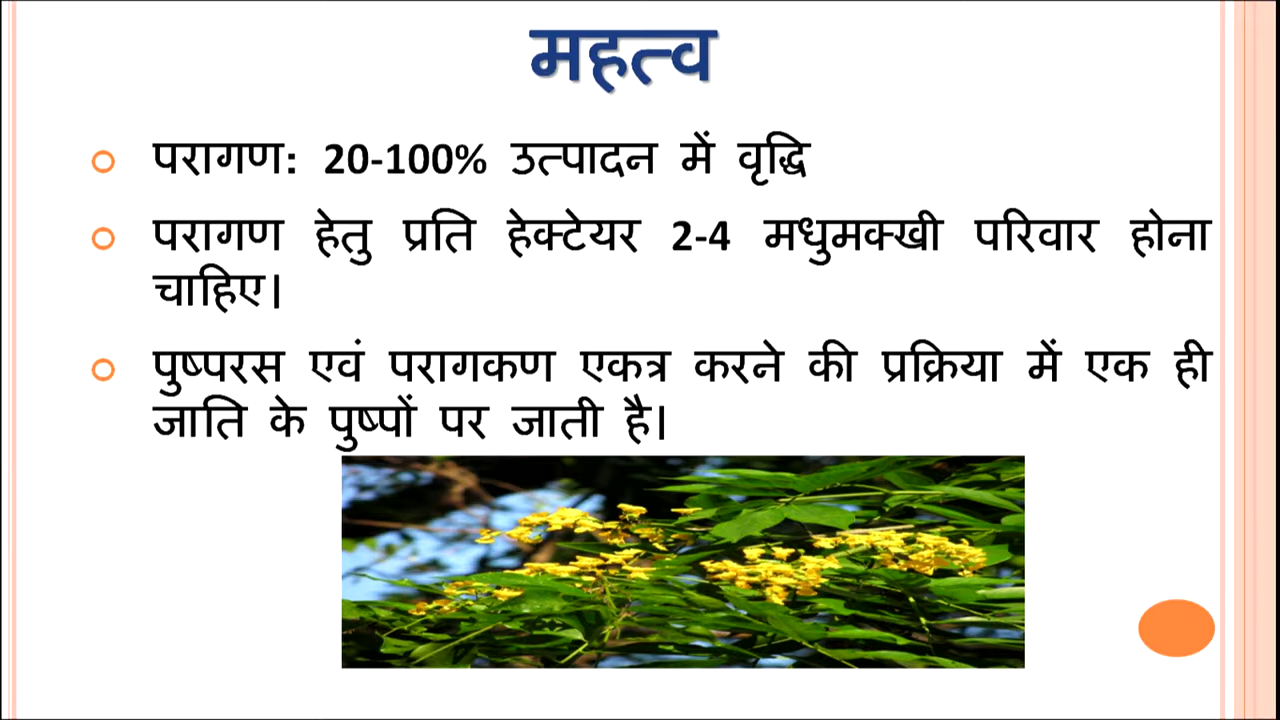 महत्व
परागण: 20-100% उत्पादन में वृद्धि
परागण हेतु प्रति हेक्टेयर 2-4 मधुमक्खी परिवार होना
चाहिए।
पुष्परस एवं परागकण एकत्र करने की प्रक्रिया में एक ही
जाति के पुष्पों पर जाती है।